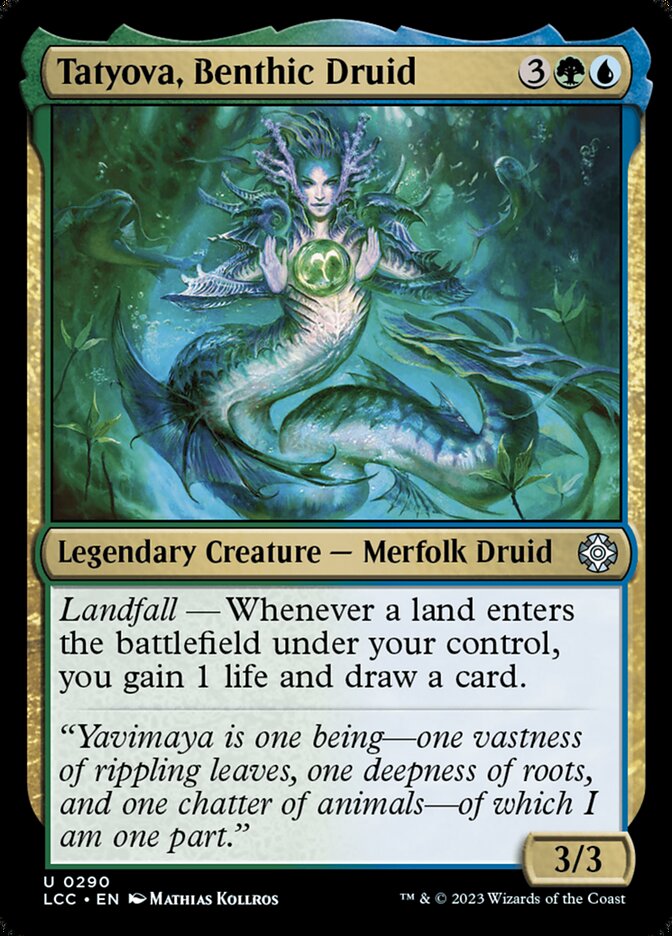 Tatyova, Benthic Druid 3
Legendary Creature — Merfolk Druid
Landfall — Whenever a land enters
the battlefield under your control,
you gain 1 life and draw a card.
“Yavimaya is one being—one vastness
of rippling leaves, one deepness of roots,
and one chatter of animals—of which I
am one part.”
3/3
U 0290
LCC • EN Mathias Kollros
™ & © 2023 Wizards of the Coast